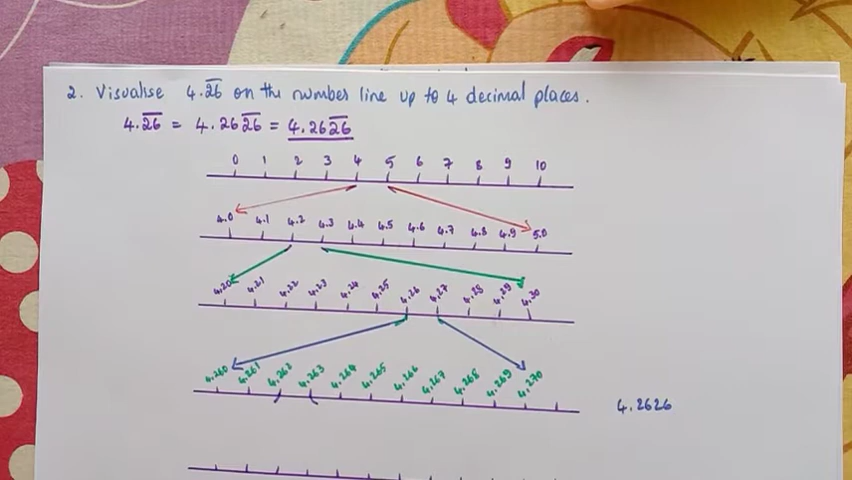 2. Visualise 4.2̅6̅ on the number line up to 4 decimal places.
4.2̅6̅ = 4.262̅6̅ = 4.262̅6̅
0 1 2 3 4 5 6 7 8 9 10
4.0 4.1 4.2 4.3 4.4 4.5 4.6 4.7 4.8 4.9 5.0
4.20 4.21 4.22 4.23 4.24 4.25 4.26 4.27 4.28 4.29 4.30
4.260 4.261 4.262 4.263 4.264 4.265 4.266 4.267 4.268 4.269 4.270
4.2626